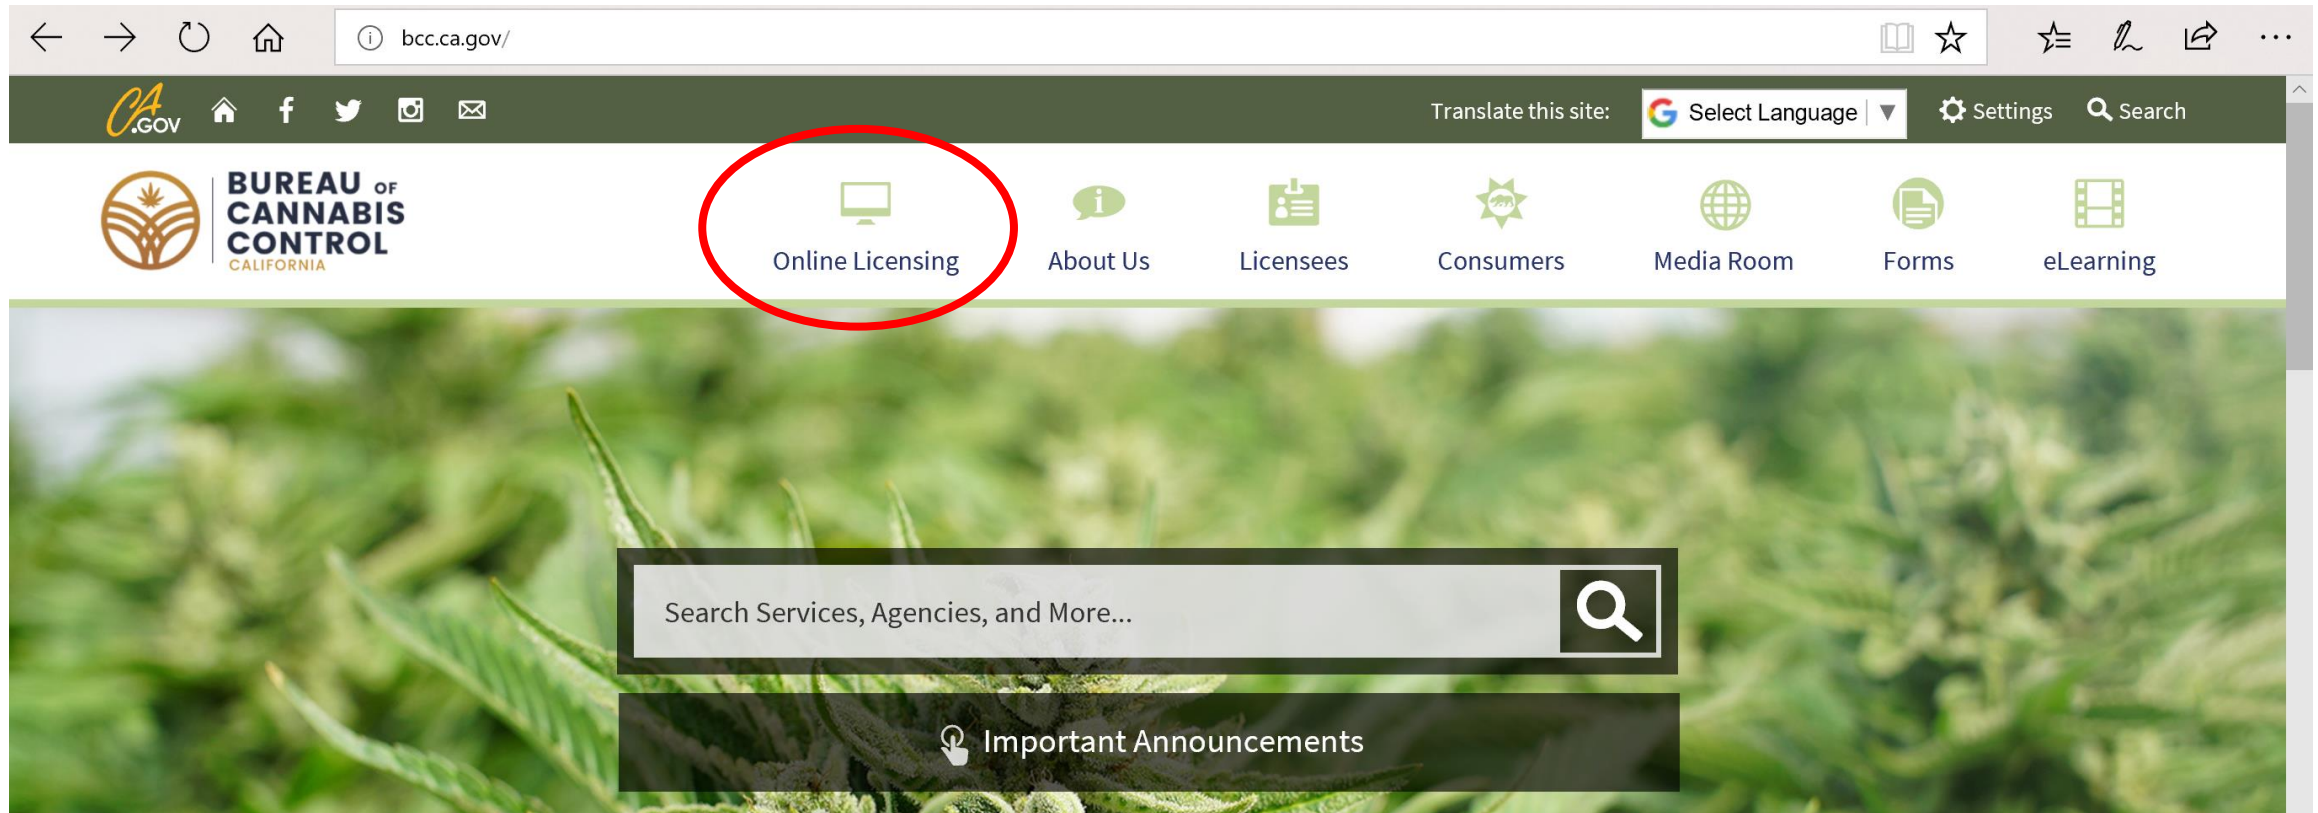 bcc.ca.gov/
CA.GOV
Translate this site: Select Language Settings Search
BUREAU OF
CANNABIS
CONTROL
CALIFORNIA
Online Licensing About Us Licensees Consumers Media Room Forms eLearning
Search Services, Agencies, and More...
Important Announcements